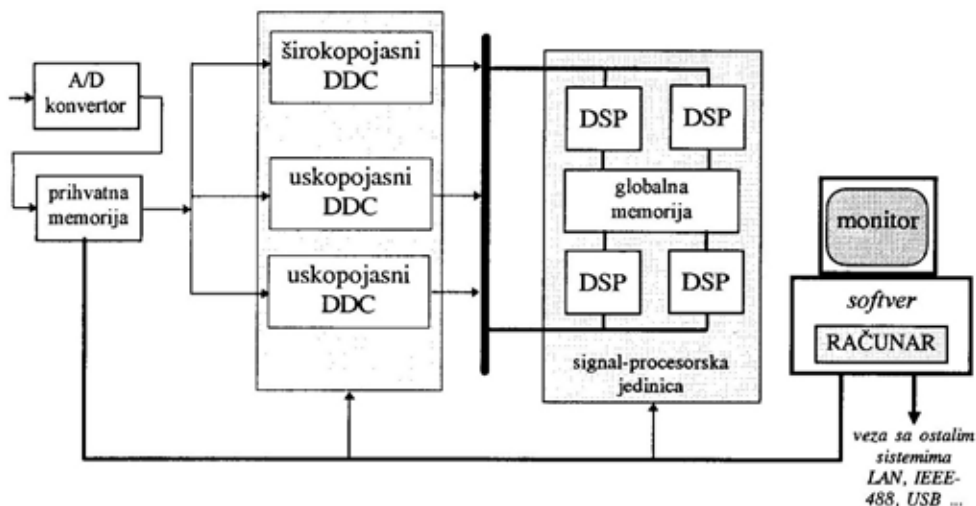 A/D
konvertor
prihvatna
memorija
širokopojasni
DDC
uskopojasni
DDC
uskopojasni
DDC
DSP
DSP
globalna
memorija
DSP
DSP
signal-procesorska
jedinica
monitor
softver
RAČUNAR
veza sa ostalim
sistemima
LAN, IEEE-
488, USB ...